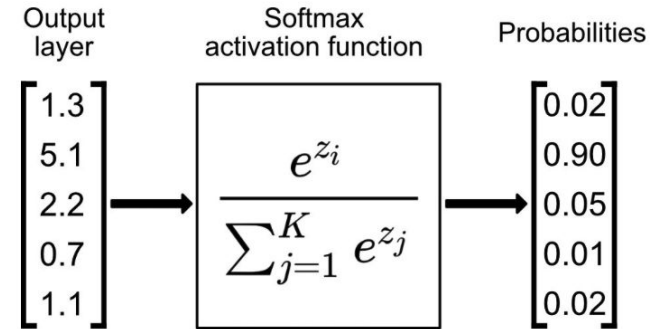 Output
layer
Softmax
activation function
Probabilities
1.3
5.1
2.2
0.7
1.1
e^{z_i}
∑_{j=1}^{K} e^{z_j}
0.02
0.90
0.05
0.01
0.02